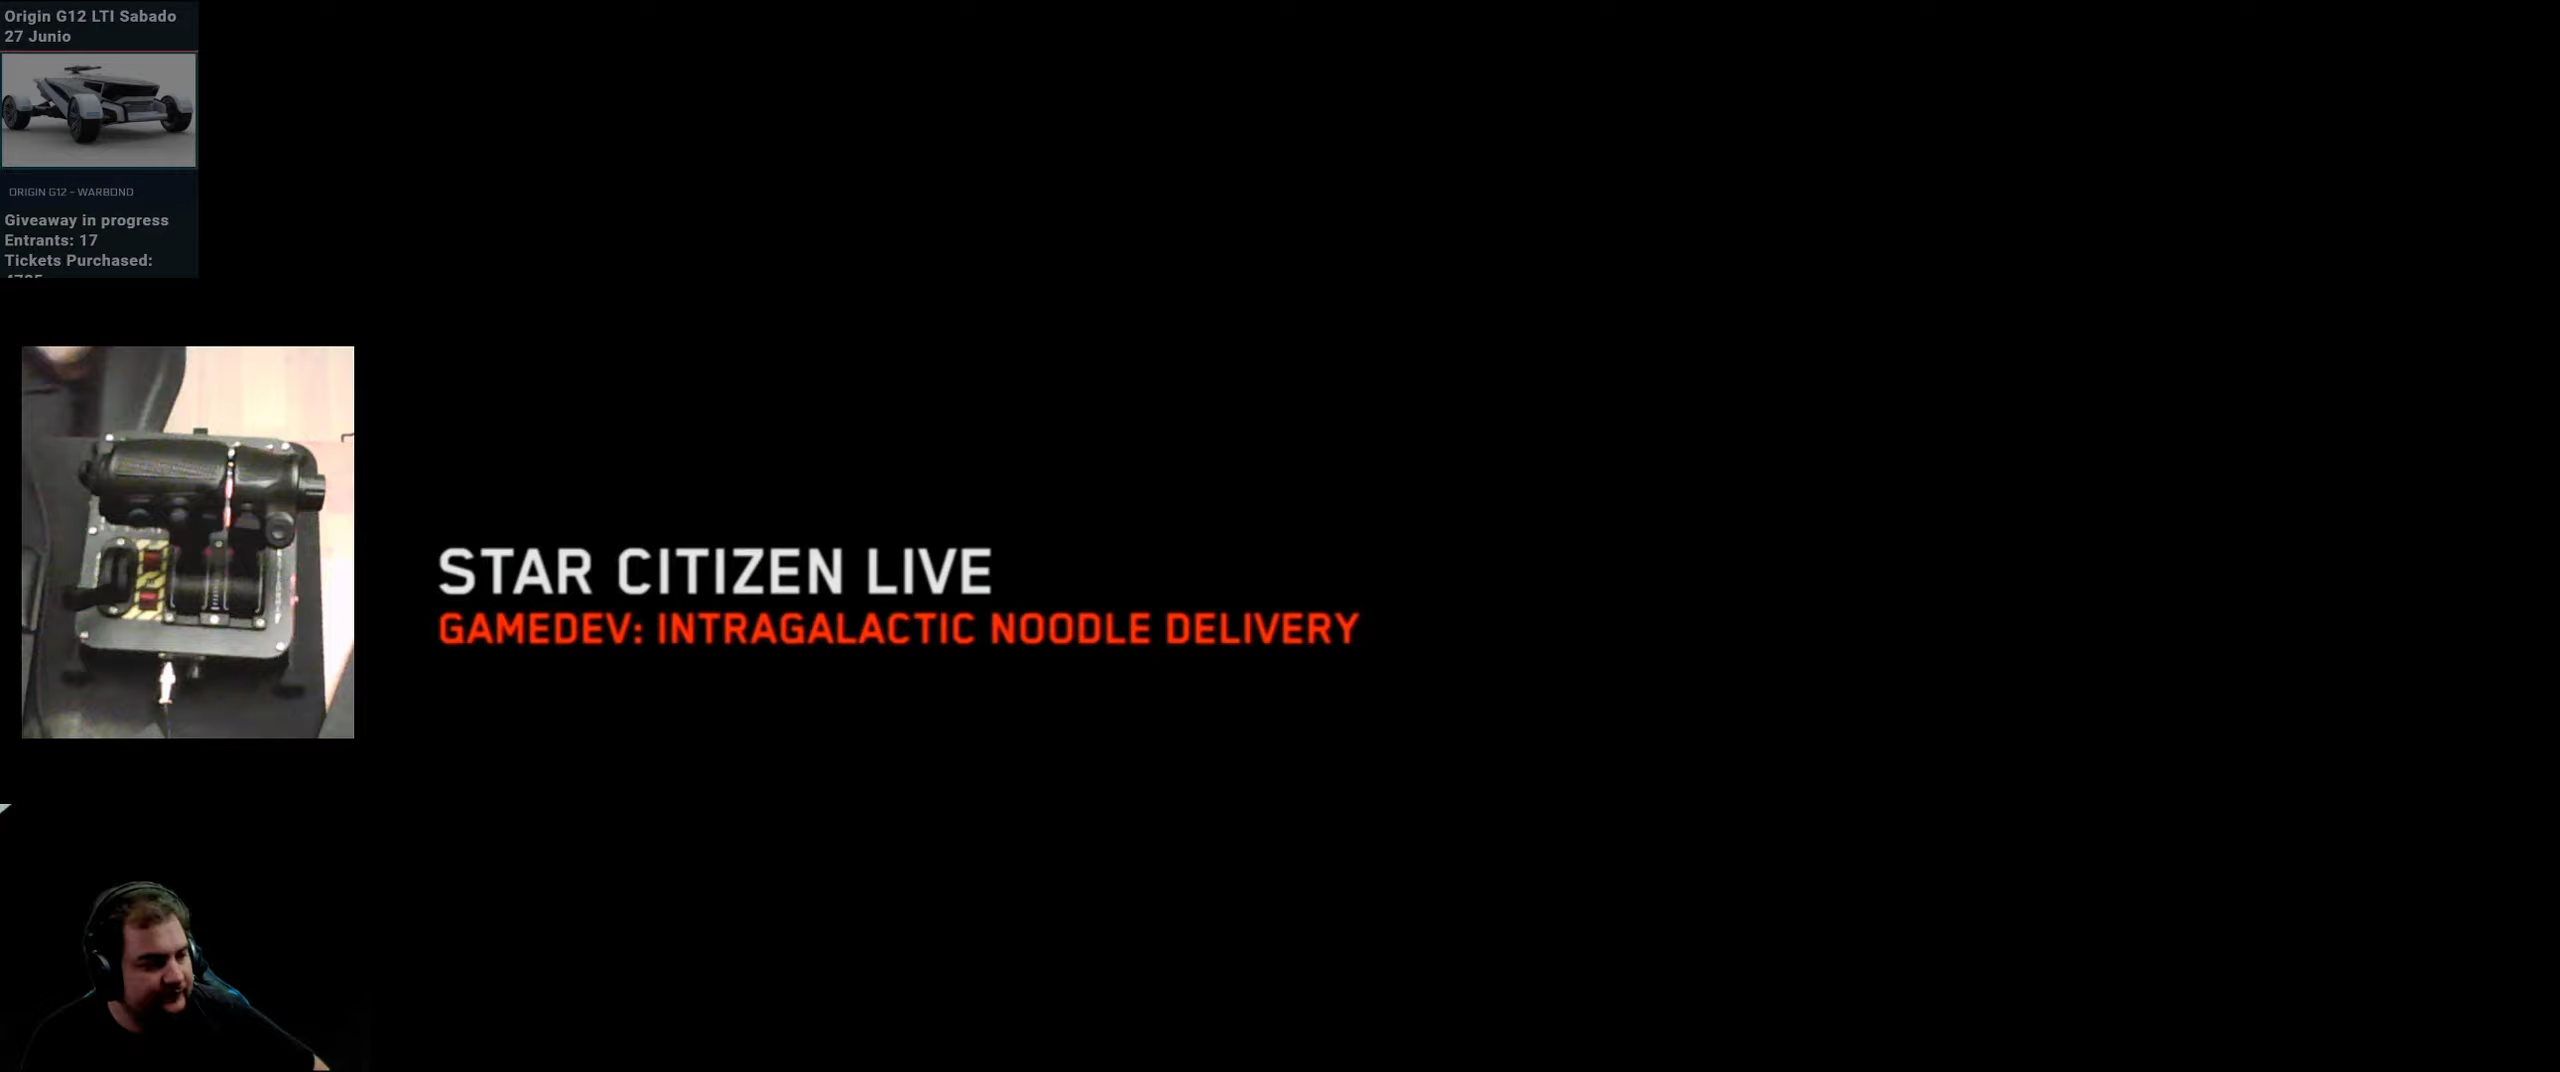 Origin G12 LTI Sabado
27 Junio
ORIGIN G12 - WARBOND
Giveaway in progress
Entrants: 17
Tickets Purchased:
STAR CITIZEN LIVE
GAMEDEV: INTRAGALACTIC NOODLE DELIVERY